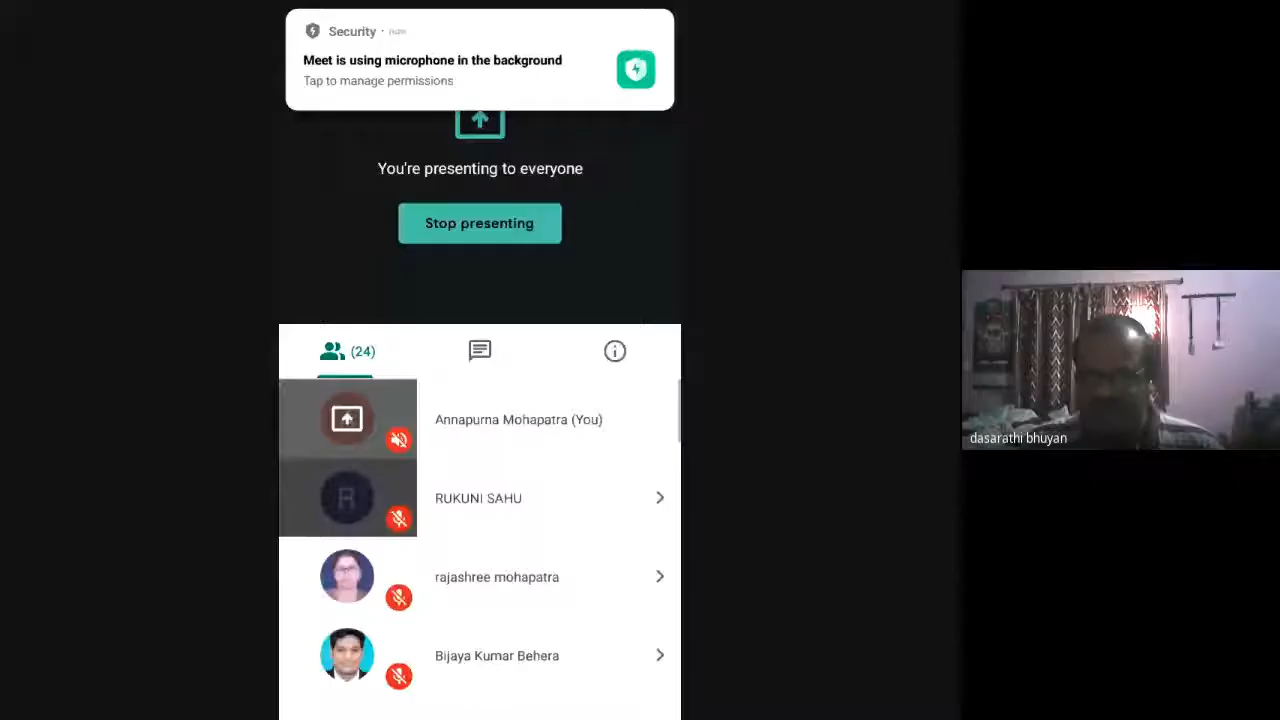 Security · now
Meet is using microphone in the background
Tap to manage permissions
You're presenting to everyone
Stop presenting
(24)
Annapurna Mohapatra (You)
R
RUKUNI SAHU
rajashree mohapatra
Bijaya Kumar Behera
dasarathi bhuyan